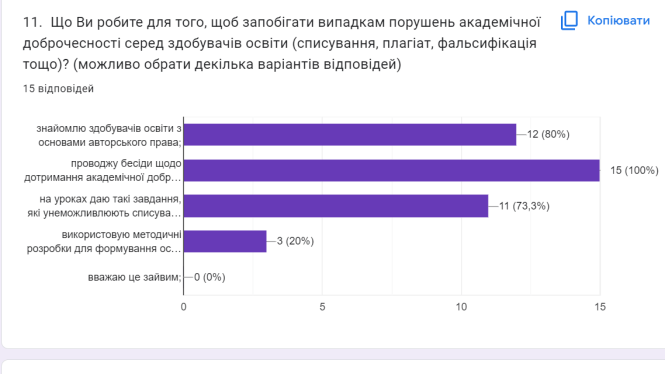 11. Що Ви робите для того, щоб запобігати випадкам порушень академічної
доброчесності серед здобувачів освіти (списування, плагіат, фальсифікація
тощо)? (можливо обрати декілька варіантів відповідей)
Копіювати
15 відповідей
знайомлю здобувачів освіти з
основами авторського права;
12 (80%)
проводжу бесіди щодо
дотримання академічної добр…
15 (100%)
на уроках даю такі завдання,
які унеможливлюють списува…
11 (73,3%)
використовую методичні
розробки для формування ос…
3 (20%)
вважаю це зайвим;
0 (0%)
0
5
10
15